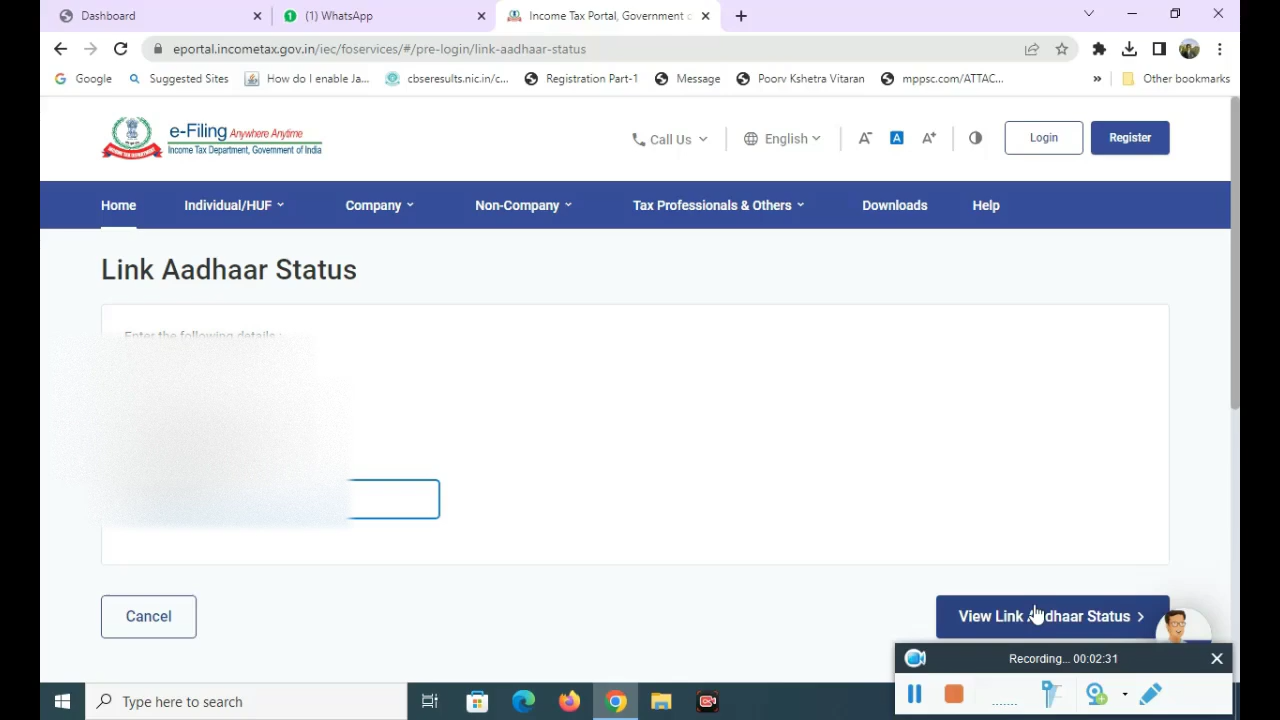 Dashboard
(1) WhatsApp
Income Tax Portal, Government o
eportal.incometax.gov.in/iec/foservices/#/pre-login/link-aadhaar-status
Google
Suggested Sites
How do I enable Ja...
cbseresults.nic.in/c...
Registration Part-1
Message
Poorv Kshetra Vitaran
mppsc.com/ATTAC...
»
Other bookmarks
e-Filing Anywhere Anytime
Income Tax Department, Government of India
Call Us
English
A-
A
A+
Login
Register
Home
Individual/HUF
Company
Non-Company
Tax Professionals & Others
Downloads
Help
Link Aadhaar Status
Enter the following details :
Cancel
View Link Aadhaar Status >
Recording... 00:02:31
Type here to search